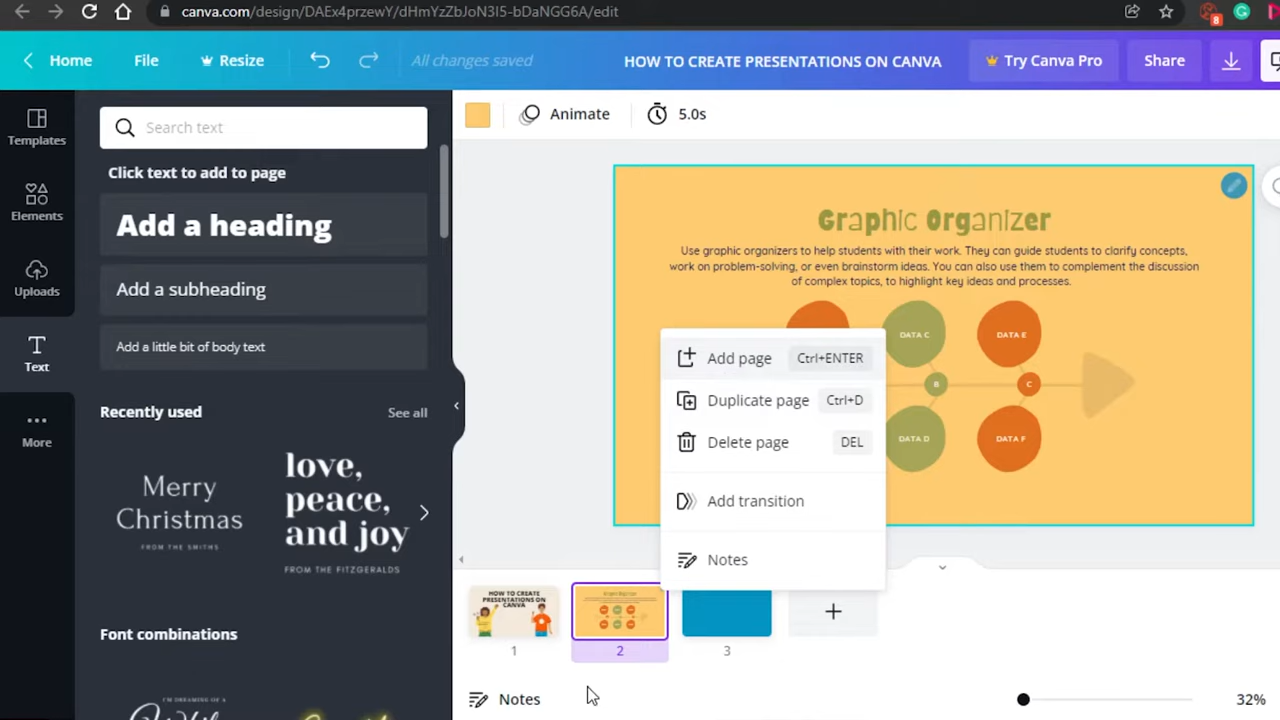 canva.com/design/DAEx4przewY/dHmYzZbJoN3I5-bDaNGG6A/edit
8
Home
File
Resize
All changes saved
HOW TO CREATE PRESENTATIONS ON CANVA
Try Canva Pro
Share
Templates
Elements
Uploads
Text
More
Search text
Click text to add to page
Add a heading
Add a subheading
Add a little bit of body text
Recently used
See all
Merry
Christmas
FROM THE SMITHS
love,
peace,
and joy
FROM THE FITZGERALDS
Font combinations
I'M DREAMING OF A
Animate
5.0s
Graphic Organizer
Use graphic organizers to help students with their work. They can guide students to clarify concepts,
work on problem-solving, or even brainstorm ideas. You can also use them to complement the discussion
of complex topics, to highlight key ideas and processes.
DATA C
DATA E
B
C
DATA D
DATA F
Add page
Ctrl+ENTER
Duplicate page
Ctrl+D
Delete page
DEL
Add transition
Notes
HOW TO CREATE
PRESENTATIONS ON
CANVA
Graphic Organizer
1
2
3
Notes
32%